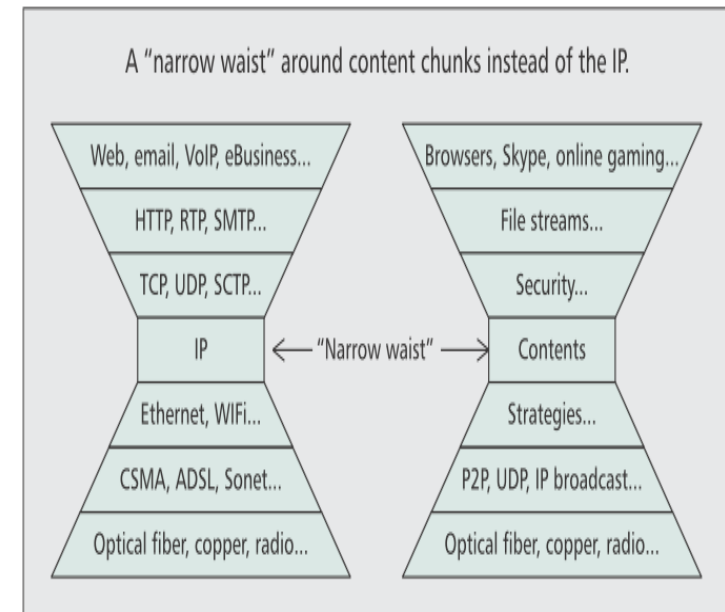 A “narrow waist” around content chunks instead of the IP.
Web, email, VoIP, eBusiness...
HTTP, RTP, SMTP...
TCP, UDP, SCTP...
IP
Ethernet, WIFi...
CSMA, ADSL, Sonet...
Optical fiber, copper, radio...
“Narrow waist”
Browsers, Skype, online gaming...
File streams...
Security...
Contents
Strategies...
P2P, UDP, IP broadcast...
Optical fiber, copper, radio...